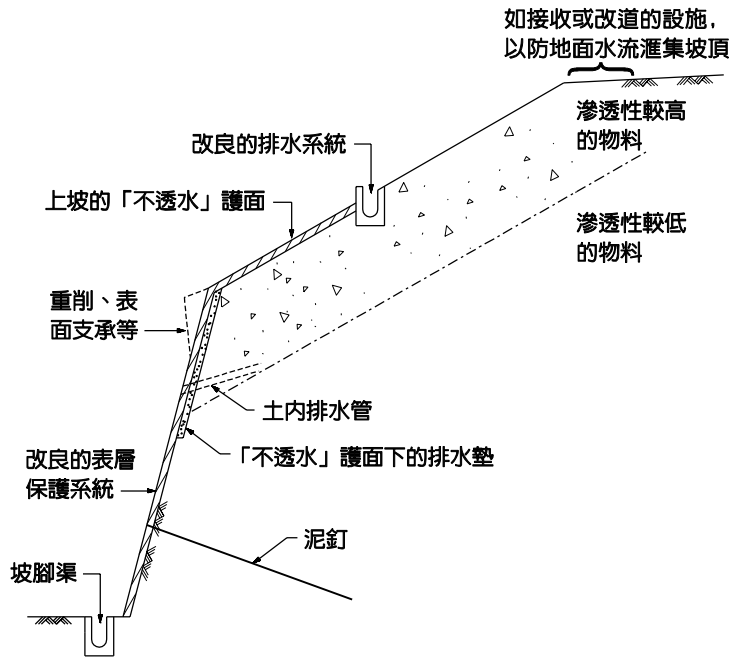 如接收或改道的設施，
以防地面水流滙集坡頂
滲透性較高
的物料
改良的排水系統
上坡的「不透水」護面
滲透性較低
的物料
重削、表
面支承等
土內排水管
「不透水」護面下的排水墊
改良的表層
保護系統
泥釘
坡腳渠